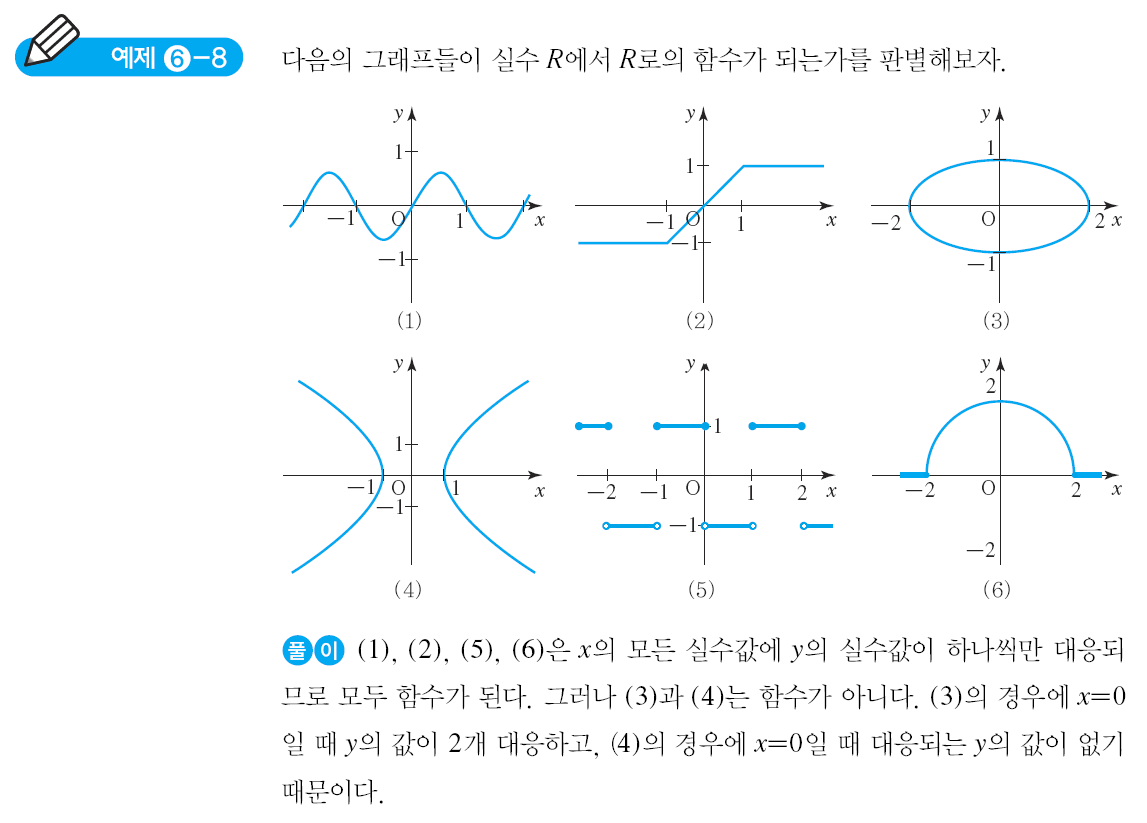 예제 6-8
다음의 그래프들이 실수 R에서 R로의 함수가 되는가를 판별해보자.
y
1
-1
O
1
x
-1
(1)
y
1
-1
O
1
x
-1
(2)
y
1
-2
O
2
x
-1
(3)
y
1
-1
O
1
x
-1
(4)
y
1
-2
-1
O
1
2
x
-1
(5)
y
2
-2
O
2
x
-2
(6)
풀이 (1), (2), (5), (6)은 x의 모든 실수값에 y의 실수값이 하나씩만 대응되
므로 모두 함수가 된다. 그러나 (3)과 (4)는 함수가 아니다. (3)의 경우에 x=0
일 때 y의 값이 2개 대응하고, (4)의 경우에 x=0일 때 대응되는 y의 값이 없기
때문이다.